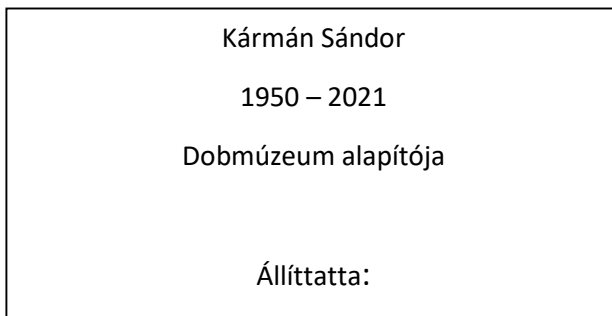 Kármán Sándor
1950 – 2021
Dobmúzeum alapítója
Állíttatta: